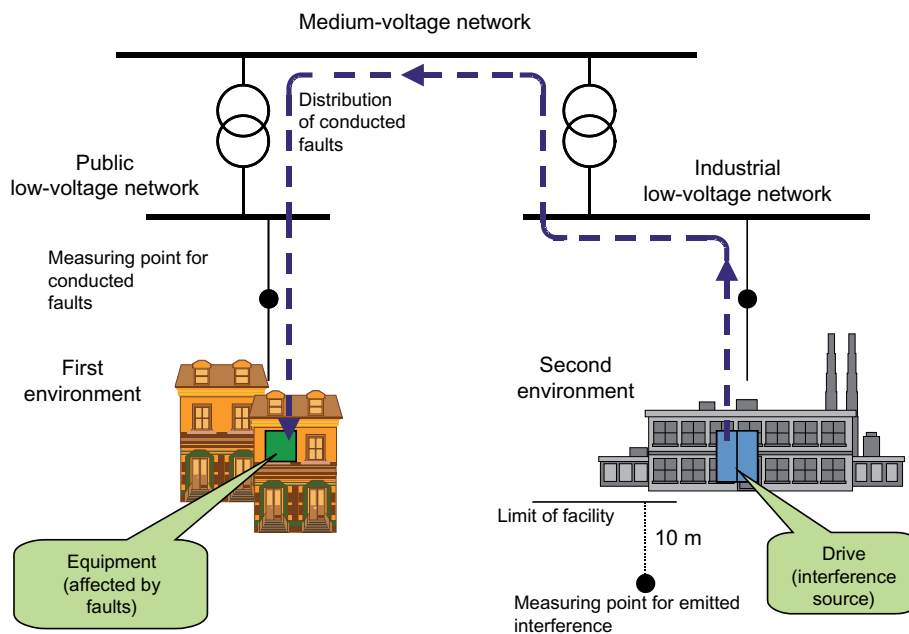 Medium-voltage network
Distribution
of conducted
faults
Public
low-voltage network
Industrial
low-voltage network
Measuring point for
conducted
faults
First
environment
Second
environment
Limit of facility
10 m
Equipment
(affected by
faults)
Drive
(interference
source)
Measuring point for emitted
interference